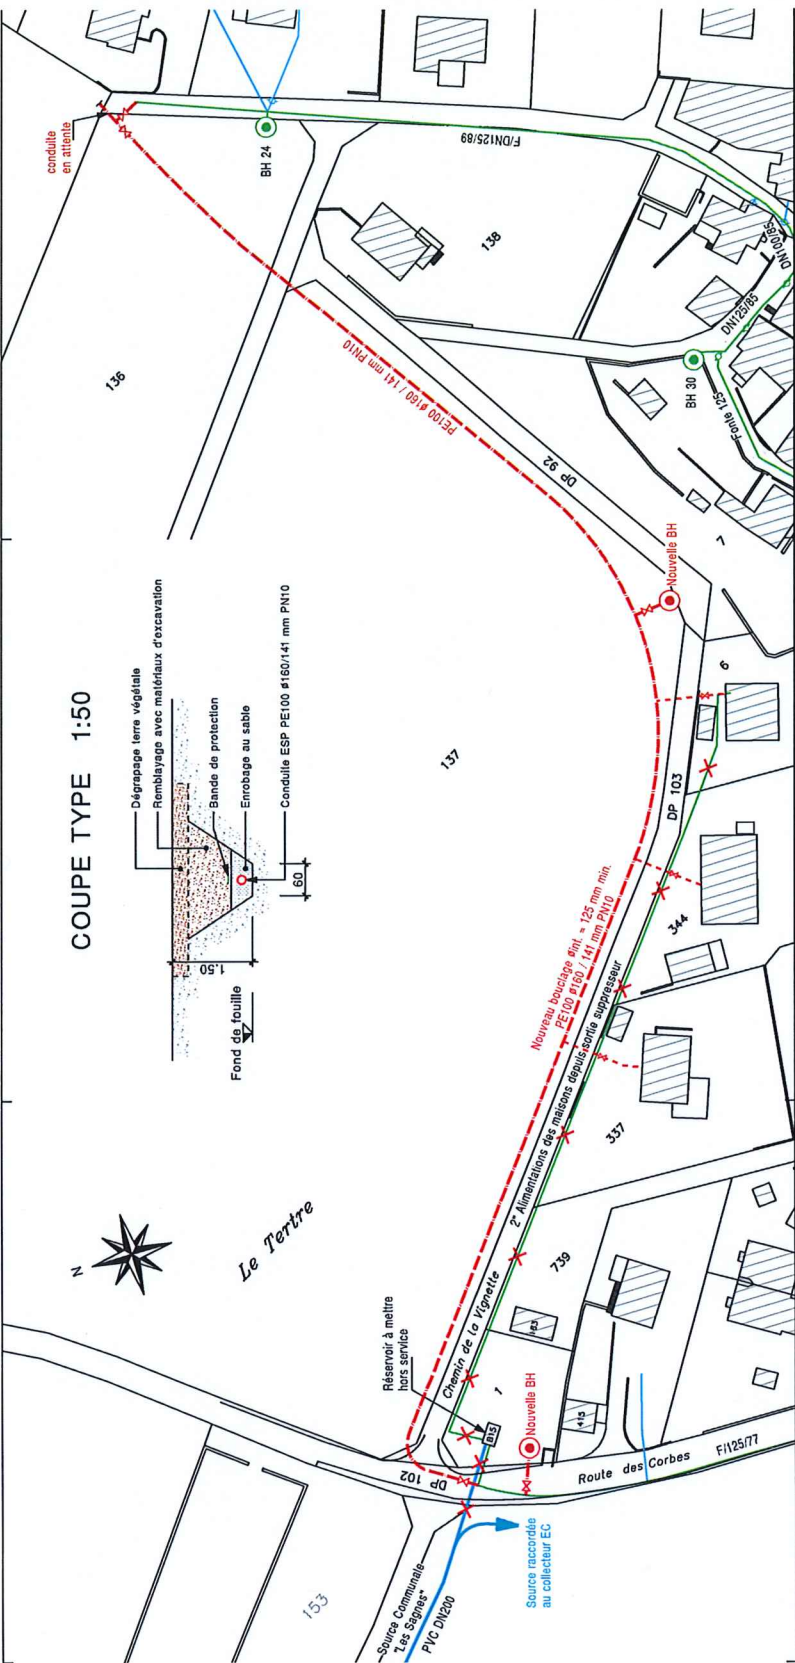 conduite
en attente
BH 24
F/DN125/89
138
136
PE100 ø160 / 141 mm PN10
DN100/85
DN125/85
BH 30
Fonte 125
DP 92
7
Nouvelle BH
6
COUPE TYPE 1:50
Dégrapage terre végétale
Remblayage avec matériaux d'excavation
Bande de protection
Enrobage au sable
Conduite ESP PE100 ø160/141 mm PN10
60
1.50
Fond de fouille
137
DP 103
344
Nouveau bouclage øint. = 125 mm min.
PE100 ø160 / 141 mm PN10
2" Alimentations des maisons depuis sortie suppresseur
337
N
Le Tertre
739
Chemin de la Vignette
Réservoir à mettre
hors service
163
1
B15
415
Nouvelle BH
Route des Corbes
F/125/77
DP 102
Source raccordée
au collecteur EC
Source Communale
"Les Sagnes"
PVC DN200
153